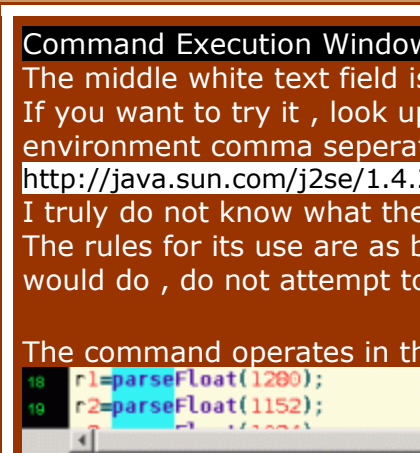 Command Execution Window
The middle white text field is
If you want to try it , look up
environment comma seperat
http://java.sun.com/j2se/1.4.
I truly do not know what the
The rules for its use are as b
would do , do not attempt to
The command operates in th
18 r1=parseFloat(1280);
19 r2=parseFloat(1152);